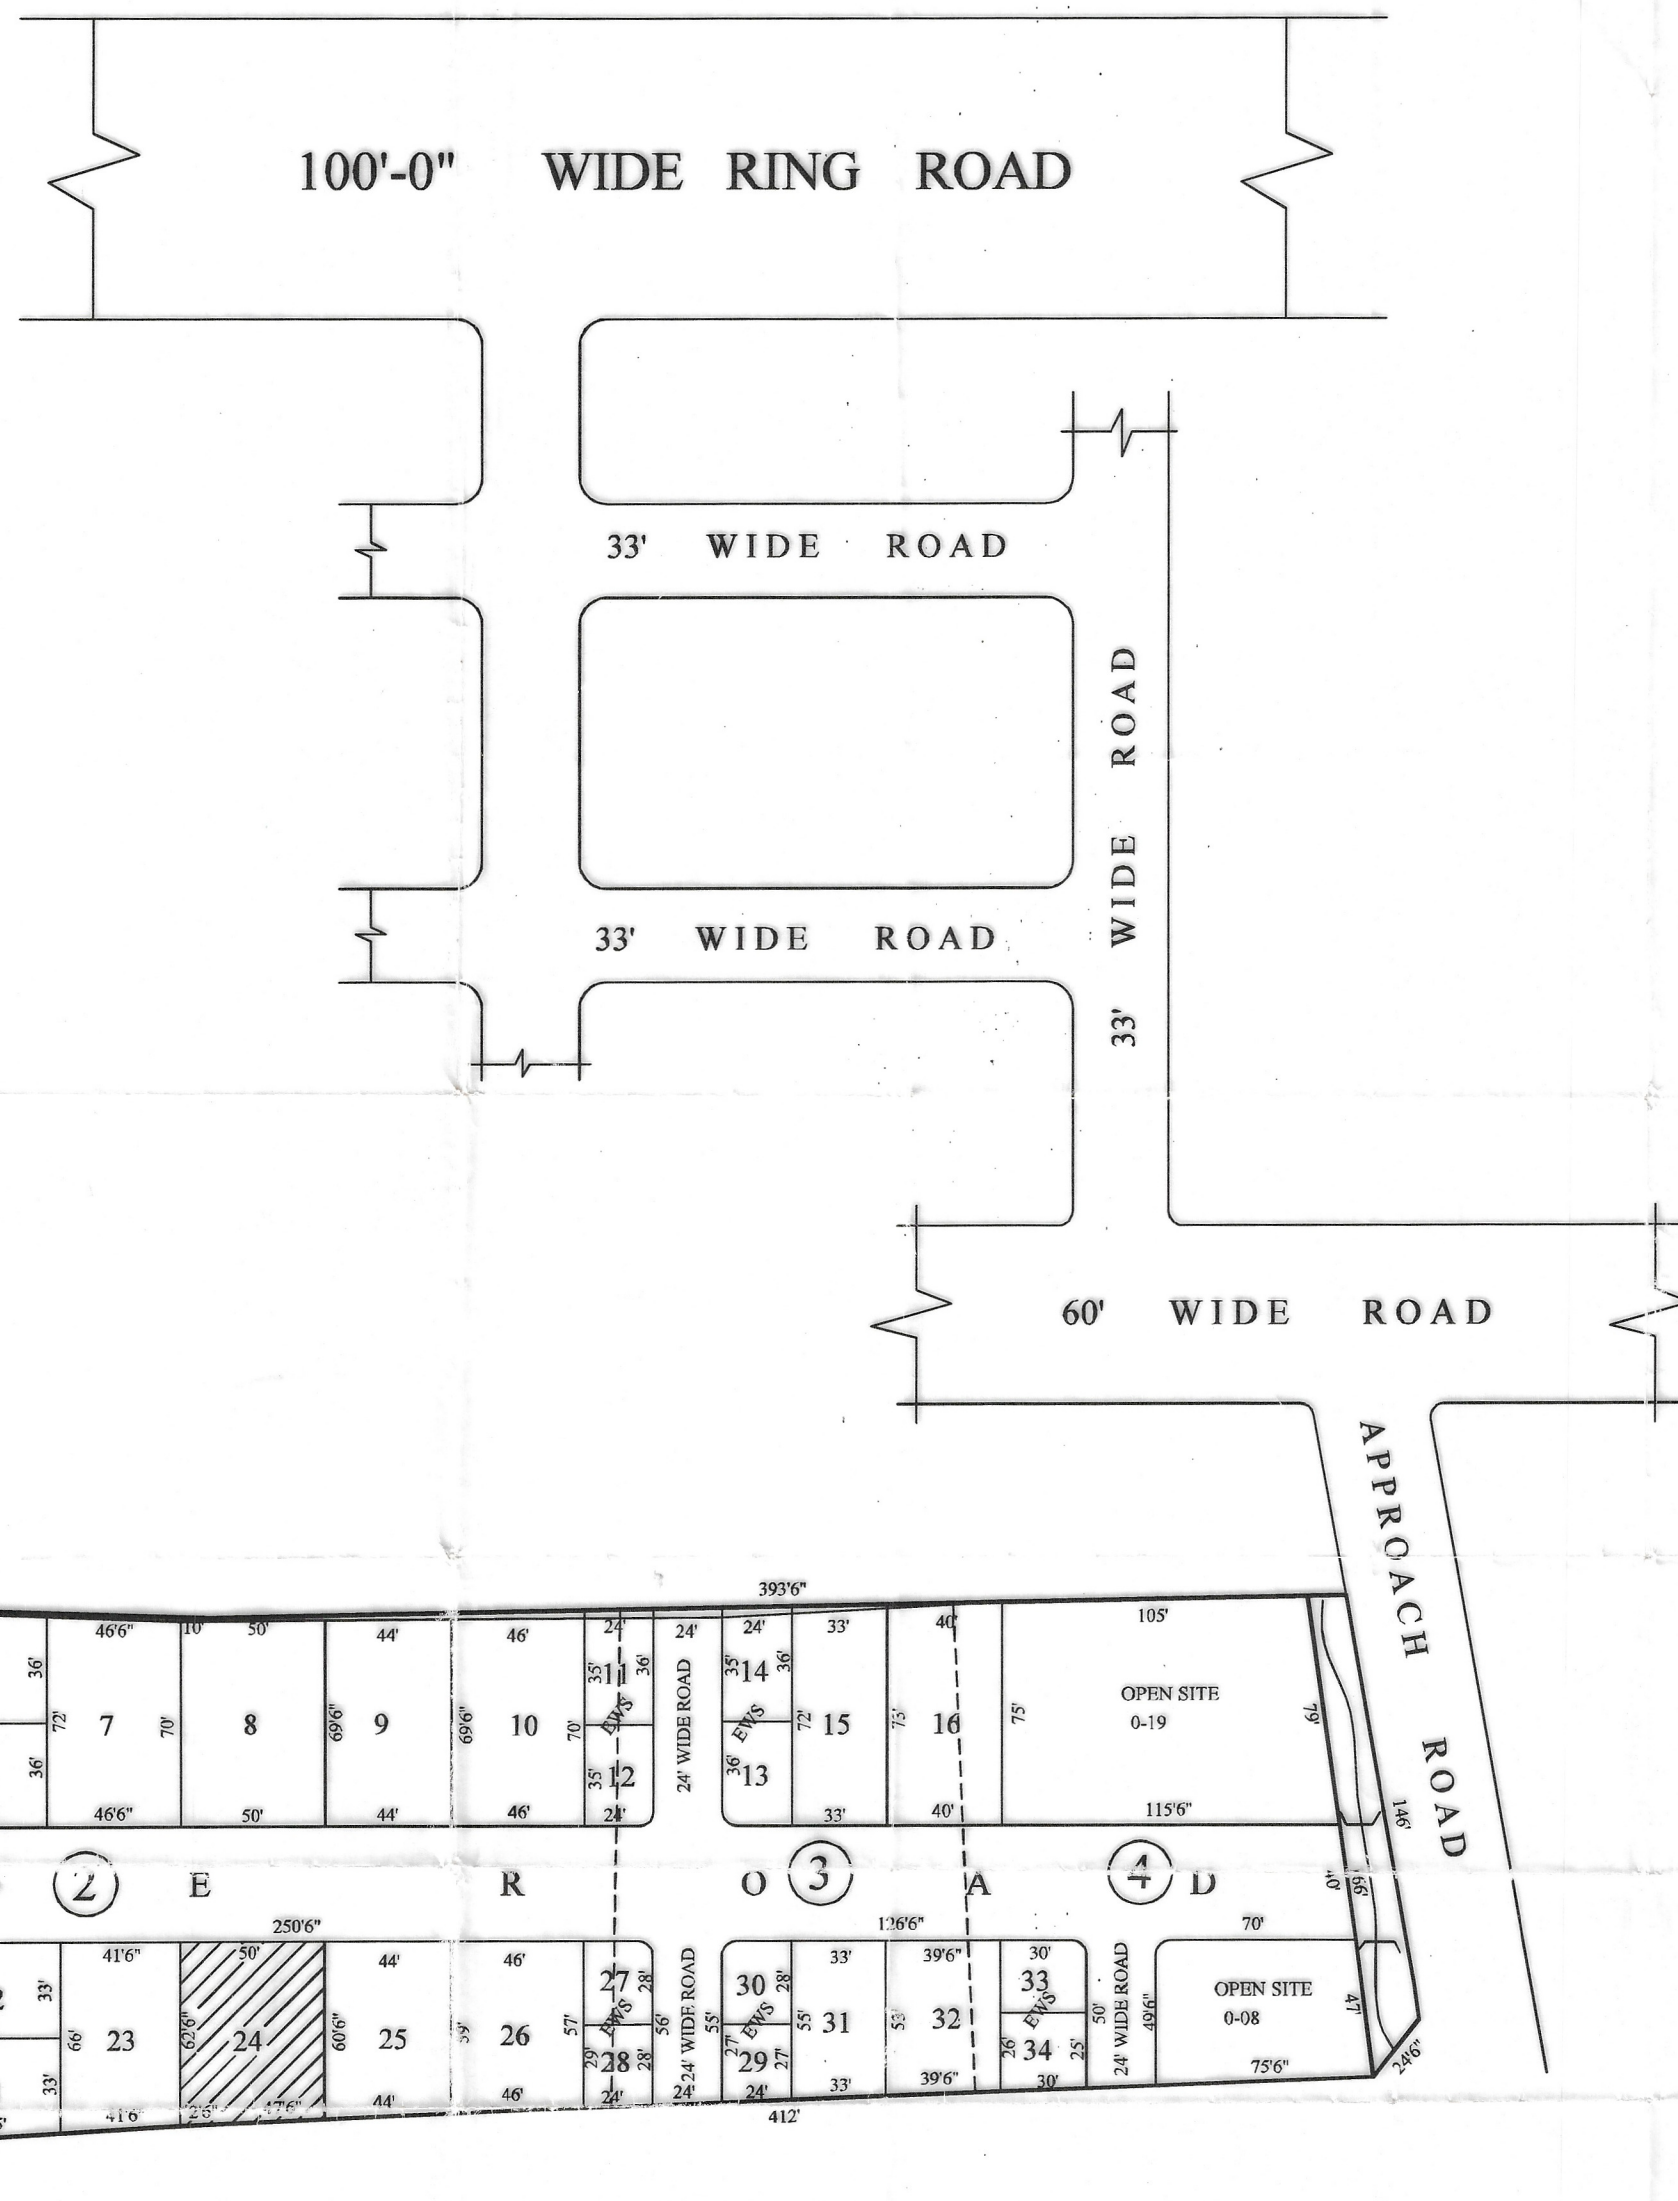 100'-0" WIDE RING ROAD
33' WIDE ROAD
33' WIDE ROAD
33' WIDE ROAD
60' WIDE ROAD
APPROACH ROAD
393'6"
46'6" 10' 50' 44' 46' 24' 24' 24' 33' 40' 105'
36' 35' 11 36' 35' 14 36'
OPEN SITE
0-19
72' 7 70' 8 69'6" 9 69'6" 10 70' EWS 24' WIDE ROAD EWS 72' 15 73' 16 75' 79'
36' 35' 12 36' 13
46'6" 50' 44' 46' 24' 33' 40' 115'6" 146'
2 E R O 3 A 4 D 40' 66'
250'6" 126'6" 70'
41'6" 50' 44' 46' 33' 39'6" 30'
33' 27 28' 30 28' 33
OPEN SITE
0-08
66' 23 62'6" 24 60'6" 25 59' 26 57' EWS 56' 24' WIDE ROAD 55' EWS 55' 31 53' 32 EWS 50' 24' WIDE ROAD 49'6" 47'
33' 29' 28 28' 27' 29 27' 26' 34 25'
41'6" 2'6" 47'6" 44' 46' 24' 24' 24' 33' 39'6" 30' 75'6" 24'6"
412'